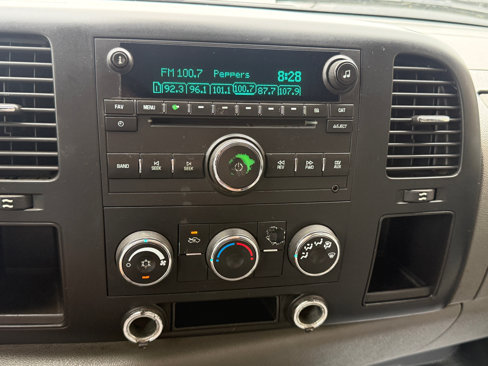 FM 100.7 Peppers 8:28
1 92.3 96.1 101.1 100.7 87.7 107.9
FAV MENU CAT
EJECT
BAND SEEK SEEK REV FWD